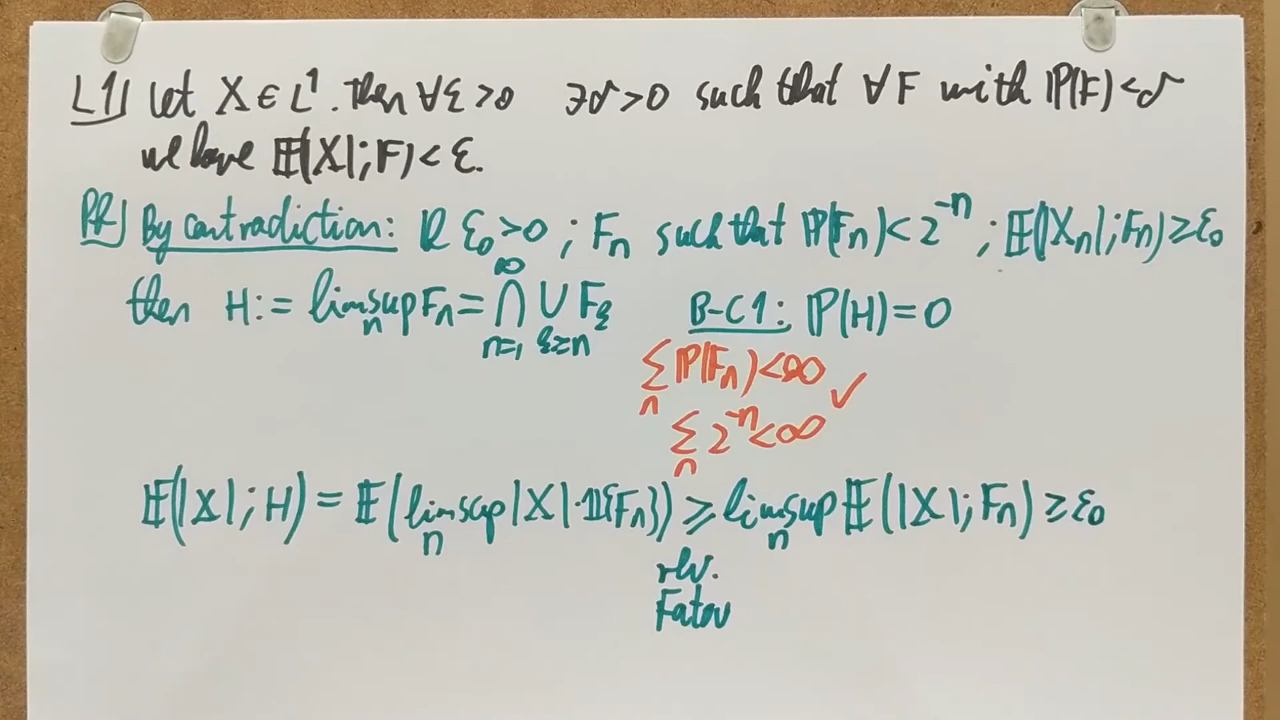 L1) Let X ∈ L¹. then ∀ε>0 ∃δ>0 such that ∀F with ℙ(F)<δ
we have 𝔼(|X|;F)<ε.
By contradiction: ε₀>0 ; Fₙ such that ℙ(Fₙ)<2⁻ⁿ ; 𝔼(|Xₙ|;Fₙ)≥ε₀
then H:= limsup Fₙ = ⋂ ⋃ Fₖ B-C1: ℙ(H)=0
n ∞ n=1 k≥n
∑ ℙ(Fₙ)<∞ ✓
n
∑ 2⁻ⁿ<∞
n
𝔼(|X|;H) = 𝔼(limsup|X|·𝟙{Fₙ}) ≥ limsup 𝔼(|X|;Fₙ) ≥ε₀
n n
rev.
Fatou